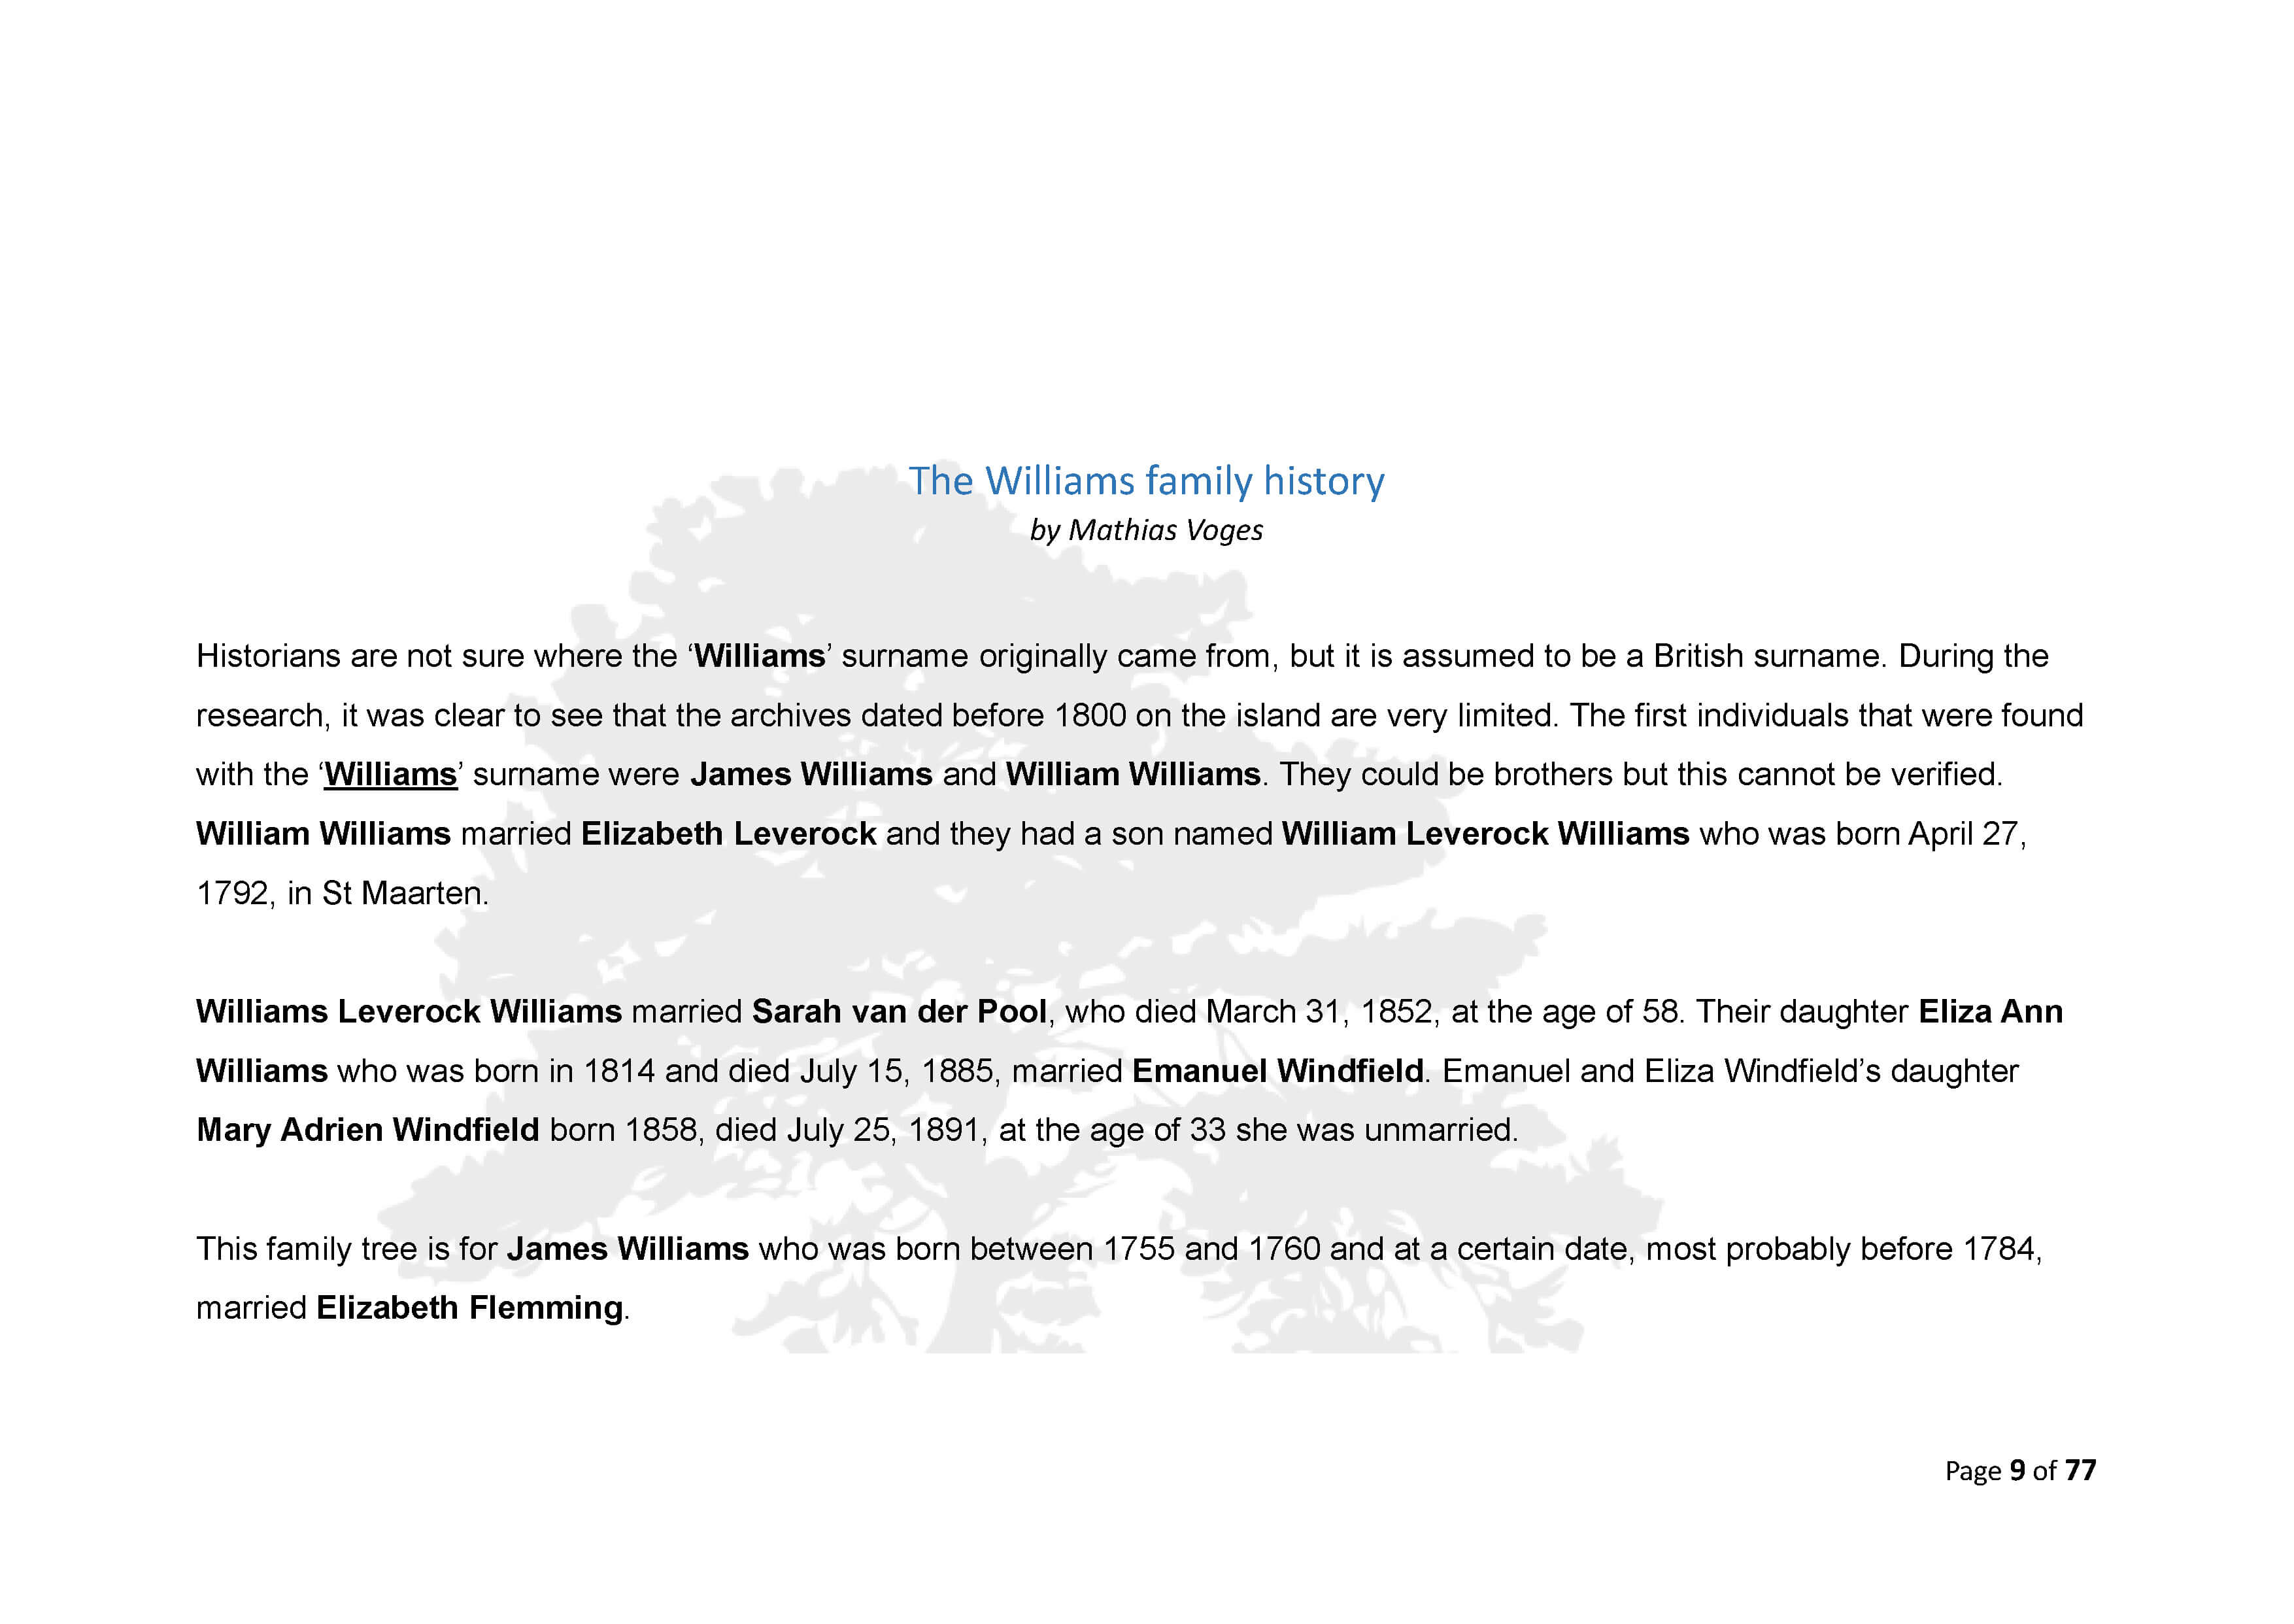 The Williams family history
by Mathias Voges
Historians are not sure where the ‘Williams’ surname originally came from, but it is assumed to be a British surname. During the
research, it was clear to see that the archives dated before 1800 on the island are very limited. The first individuals that were found
with the ‘Williams’ surname were James Williams and William Williams. They could be brothers but this cannot be verified.
William Williams married Elizabeth Leverock and they had a son named William Leverock Williams who was born April 27,
1792, in St Maarten.
Williams Leverock Williams married Sarah van der Pool, who died March 31, 1852, at the age of 58. Their daughter Eliza Ann
Williams who was born in 1814 and died July 15, 1885, married Emanuel Windfield. Emanuel and Eliza Windfield’s daughter
Mary Adrien Windfield born 1858, died July 25, 1891, at the age of 33 she was unmarried.
This family tree is for James Williams who was born between 1755 and 1760 and at a certain date, most probably before 1784,
married Elizabeth Flemming.
Page 9 of 77